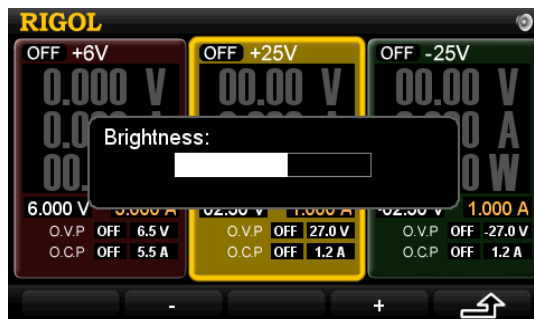 RIGOL
OFF +6V OFF +25V OFF -25V
0.000 V 00.00 V 00.00 V
Brightness:
6.000 V 1.000 A
O.V.P OFF 6.5 V O.V.P OFF 27.0 V O.V.P OFF -27.0 V
O.C.P OFF 5.5 A O.C.P OFF 1.2 A O.C.P OFF 1.2 A
- +